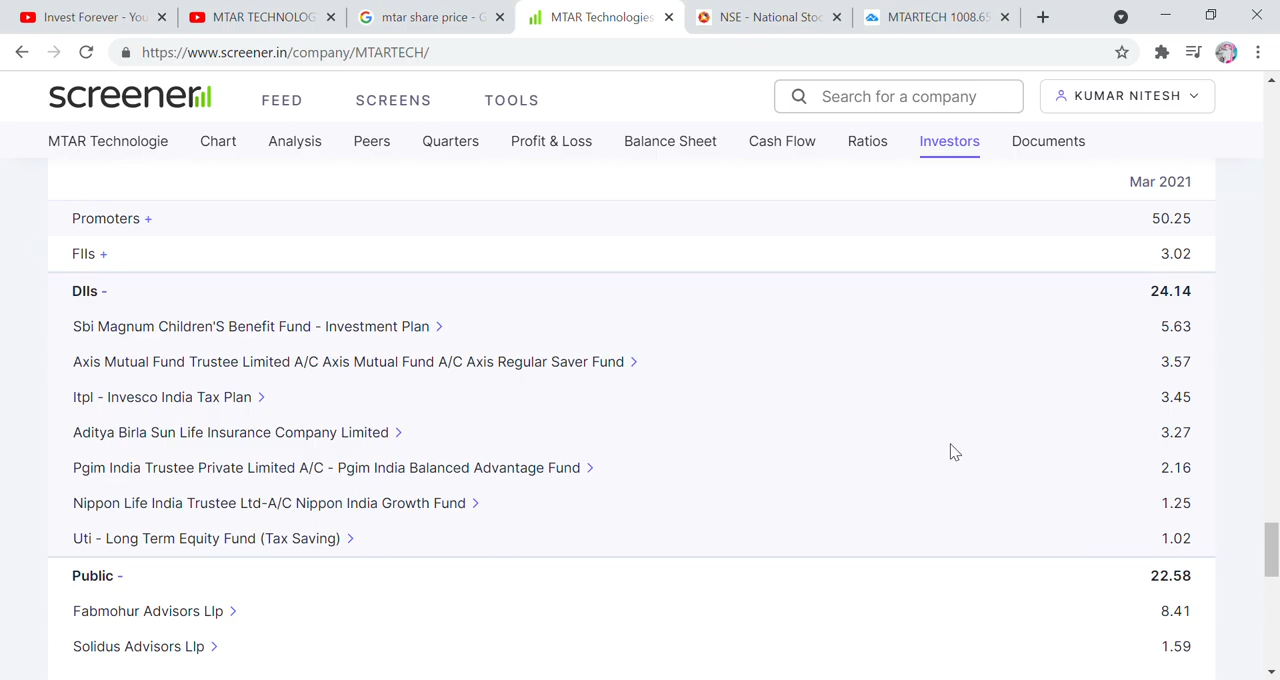 Invest Forever - You
MTAR TECHNOLOG
mtar share price - G
MTAR Technologies
NSE - National Stoc
MTARTECH 1008.65
https://www.screener.in/company/MTARTECH/
screener
FEED
SCREENS
TOOLS
Search for a company
KUMAR NITESH
MTAR Technologie
Chart
Analysis
Peers
Quarters
Profit & Loss
Balance Sheet
Cash Flow
Ratios
Investors
Documents
Mar 2021
Promoters + 50.25
FIIs + 3.02
DIIs - 24.14
Sbi Magnum Children'S Benefit Fund - Investment Plan > 5.63
Axis Mutual Fund Trustee Limited A/C Axis Mutual Fund A/C Axis Regular Saver Fund > 3.57
Itpl - Invesco India Tax Plan > 3.45
Aditya Birla Sun Life Insurance Company Limited > 3.27
Pgim India Trustee Private Limited A/C - Pgim India Balanced Advantage Fund > 2.16
Nippon Life India Trustee Ltd-A/C Nippon India Growth Fund > 1.25
Uti - Long Term Equity Fund (Tax Saving) > 1.02
Public - 22.58
Fabmohur Advisors Llp > 8.41
Solidus Advisors Llp > 1.59